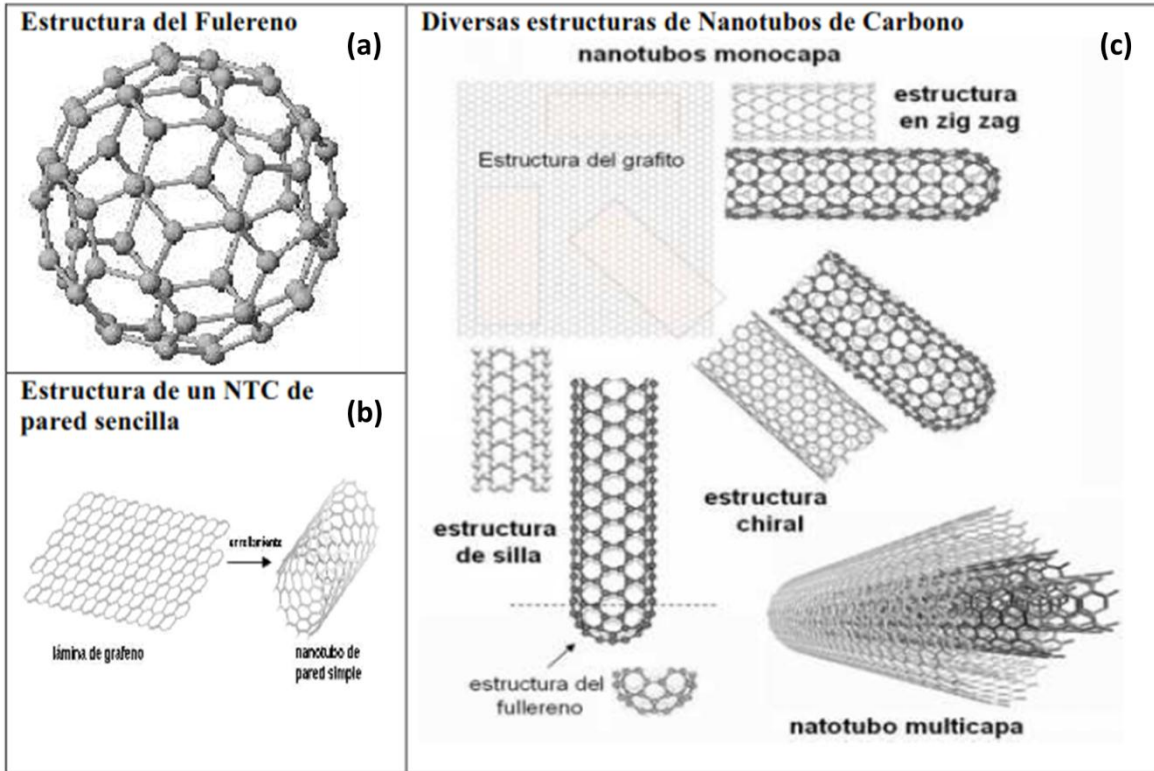 Estructura del Fulereno
(a)
Estructura de un NTC de
pared sencilla
(b)
enrollamiento
lámina de grafeno
nanotubo de
pared simple
Diversas estructuras de Nanotubos de Carbono
(c)
nanotubos monocapa
estructura
en zig zag
Estructura del grafito
estructura
chiral
estructura
de silla
estructura del
fullereno
natotubo multicapa